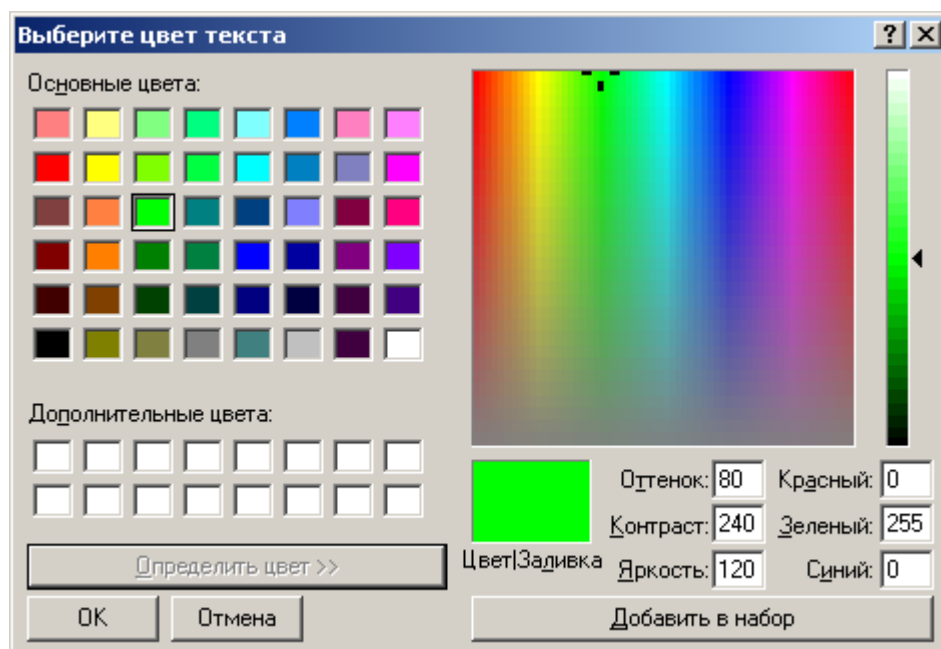 Выберите цвет текста
Основные цвета:
Дополнительные цвета:
Определить цвет >>
OK
Отмена
Цвет|Заливка
Оттенок: 80
Контраст: 240
Яркость: 120
Красный: 0
Зеленый: 255
Синий: 0
Добавить в набор